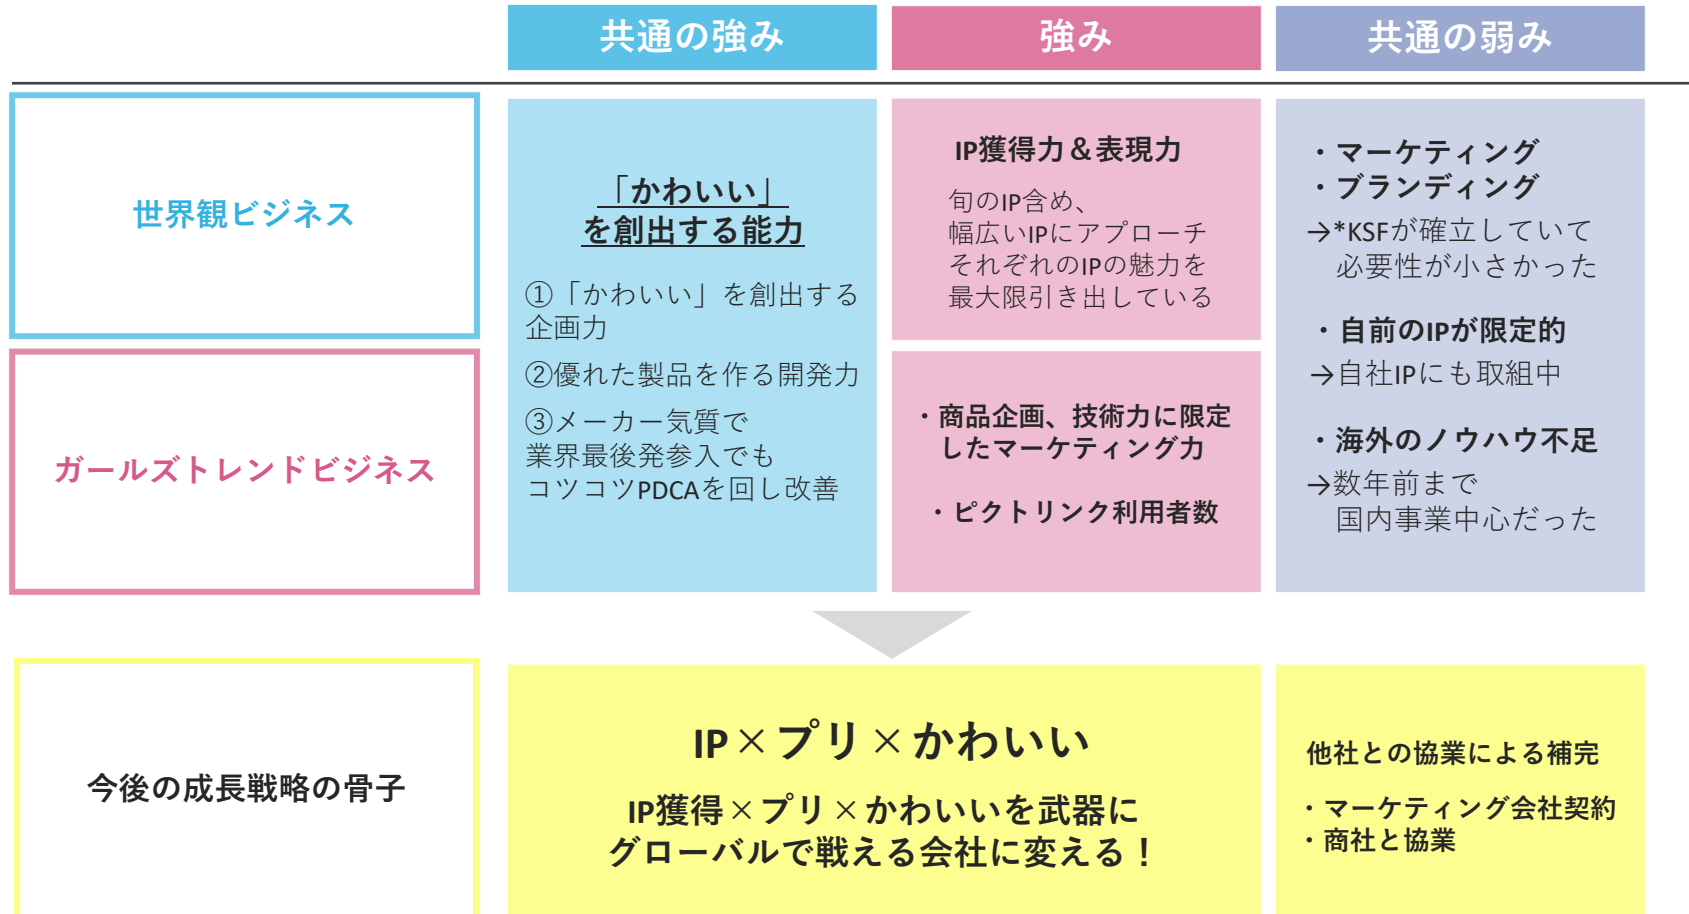 共通の強み
強み
共通の弱み
世界観ビジネス
「かわいい」
を創出する能力
①「かわいい」を創出する
企画力
②優れた製品を作る開発力
③メーカー気質で
業界最後発参入でも
コツコツPDCAを回し改善
IP獲得力＆表現力
旬のIP含め、
幅広いIPにアプローチ
それぞれのIPの魅力を
最大限引き出している
・マーケティング
・ブランディング
→*KSFが確立していて
必要性が小さかった
・自前のIPが限定的
→自社IPにも取組中
・海外のノウハウ不足
→数年前まで
国内事業中心だった
ガールズトレンドビジネス
・商品企画、技術力に限定
したマーケティング力
・ピクトリンク利用者数
今後の成長戦略の骨子
IP×プリ×かわいい
IP獲得×プリ×かわいいを武器に
グローバルで戦える会社に変える！
他社との協業による補完
・マーケティング会社契約
・商社と協業